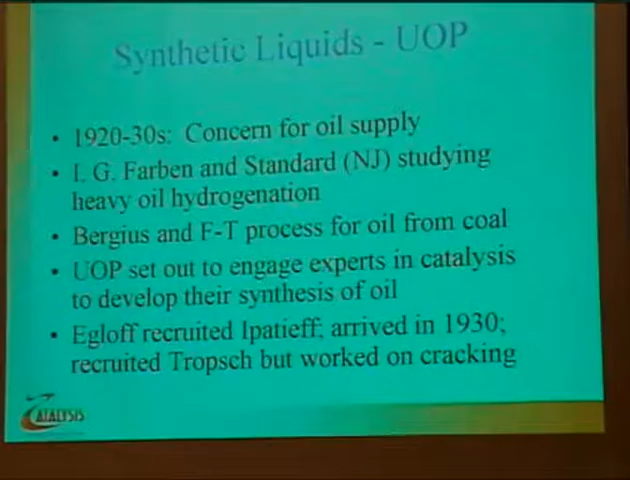 Synthetic Liquids - UOP
• 1920-30s: Concern for oil supply
• I. G. Farben and Standard (NJ) studying
heavy oil hydrogenation
• Bergius and F-T process for oil from coal
• UOP set out to engage experts in catalysis
to develop their synthesis of oil
• Egloff recruited Ipatieff; arrived in 1930;
recruited Tropsch but worked on cracking
CATALYSIS